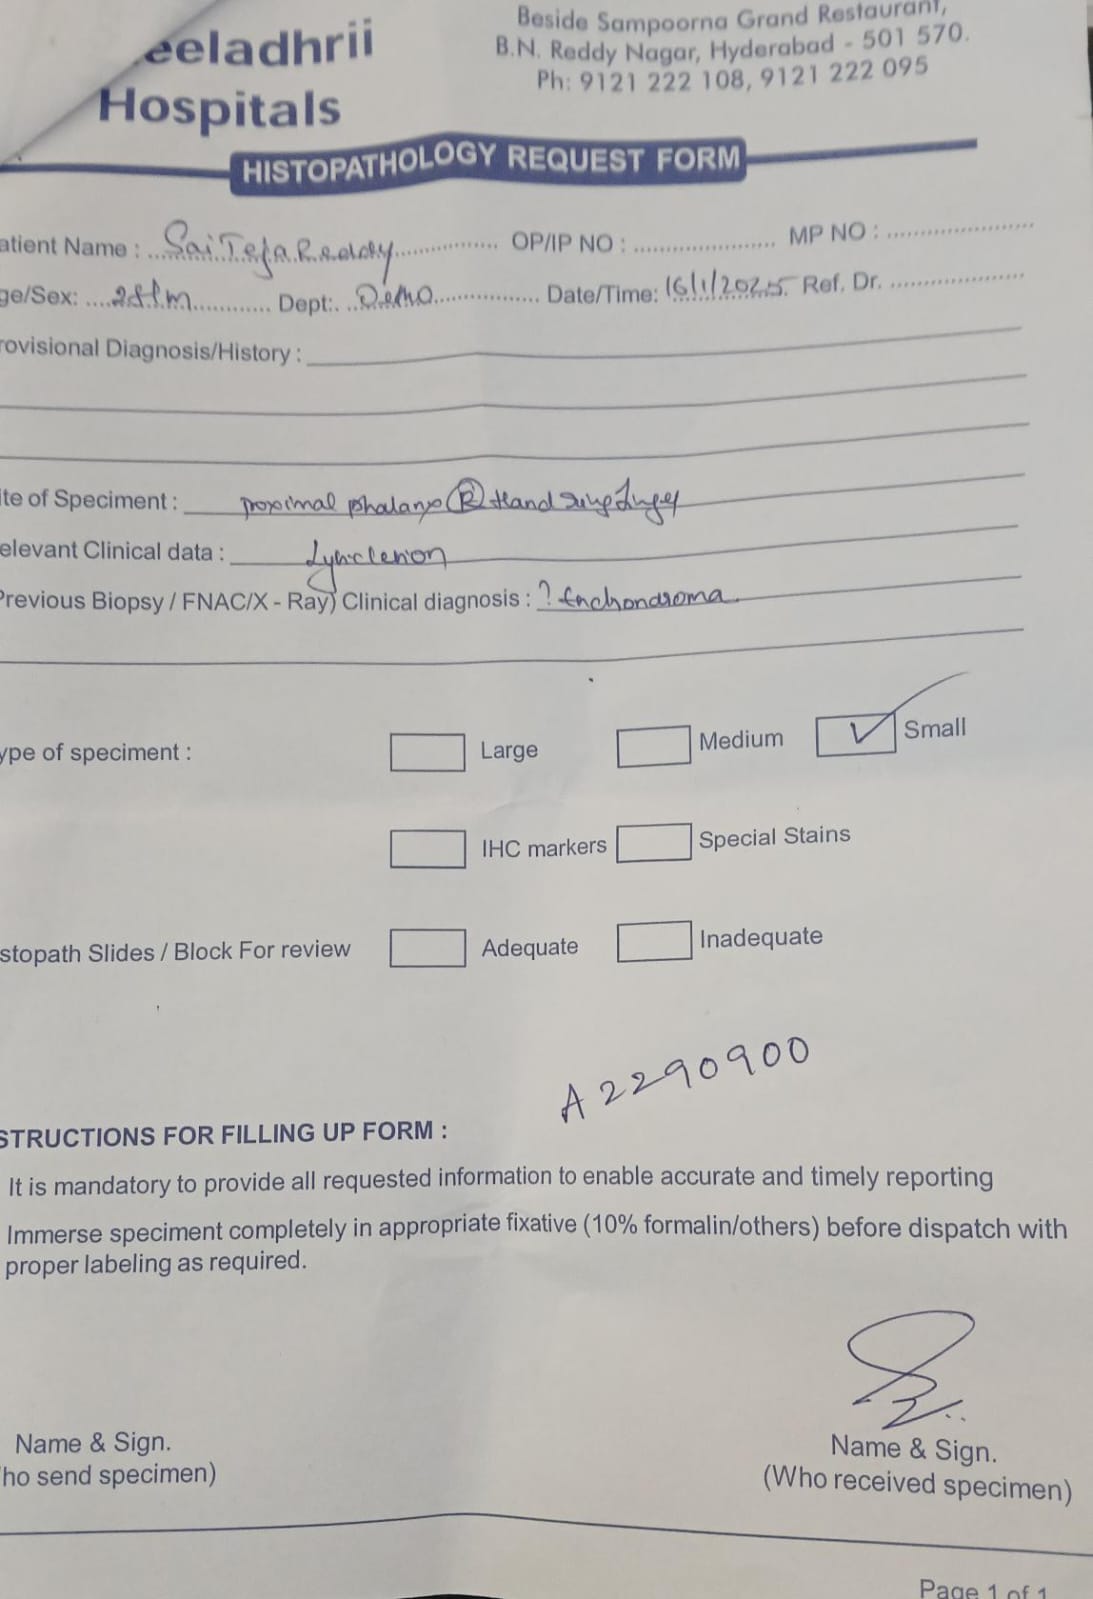 eeladhrii
Hospitals
Beside Sampoorna Grand Restaurant,
B.N. Reddy Nagar, Hyderabad - 501 570.
Ph: 9121 222 108, 9121 222 095
HISTOPATHOLOGY REQUEST FORM
atient Name : Sai Teja Reddy OP/IP NO : MP NO :
ge/Sex: 28/m Dept:. Date/Time: 16/1/2025 Ref. Dr.
rovisional Diagnosis/History :
ite of Speciment : proximal phalanx R Hand ring finger
elevant Clinical data :
Previous Biopsy / FNAC/X - Ray) Clinical diagnosis : ? Enchondroma
ype of speciment : Large Medium Small
IHC markers Special Stains
stopath Slides / Block For review Adequate Inadequate
A2290900
STRUCTIONS FOR FILLING UP FORM :
It is mandatory to provide all requested information to enable accurate and timely reporting
Immerse speciment completely in appropriate fixative (10% formalin/others) before dispatch with
proper labeling as required.
Name & Sign. Name & Sign.
ho send specimen) (Who received specimen)
Page 1 of 1